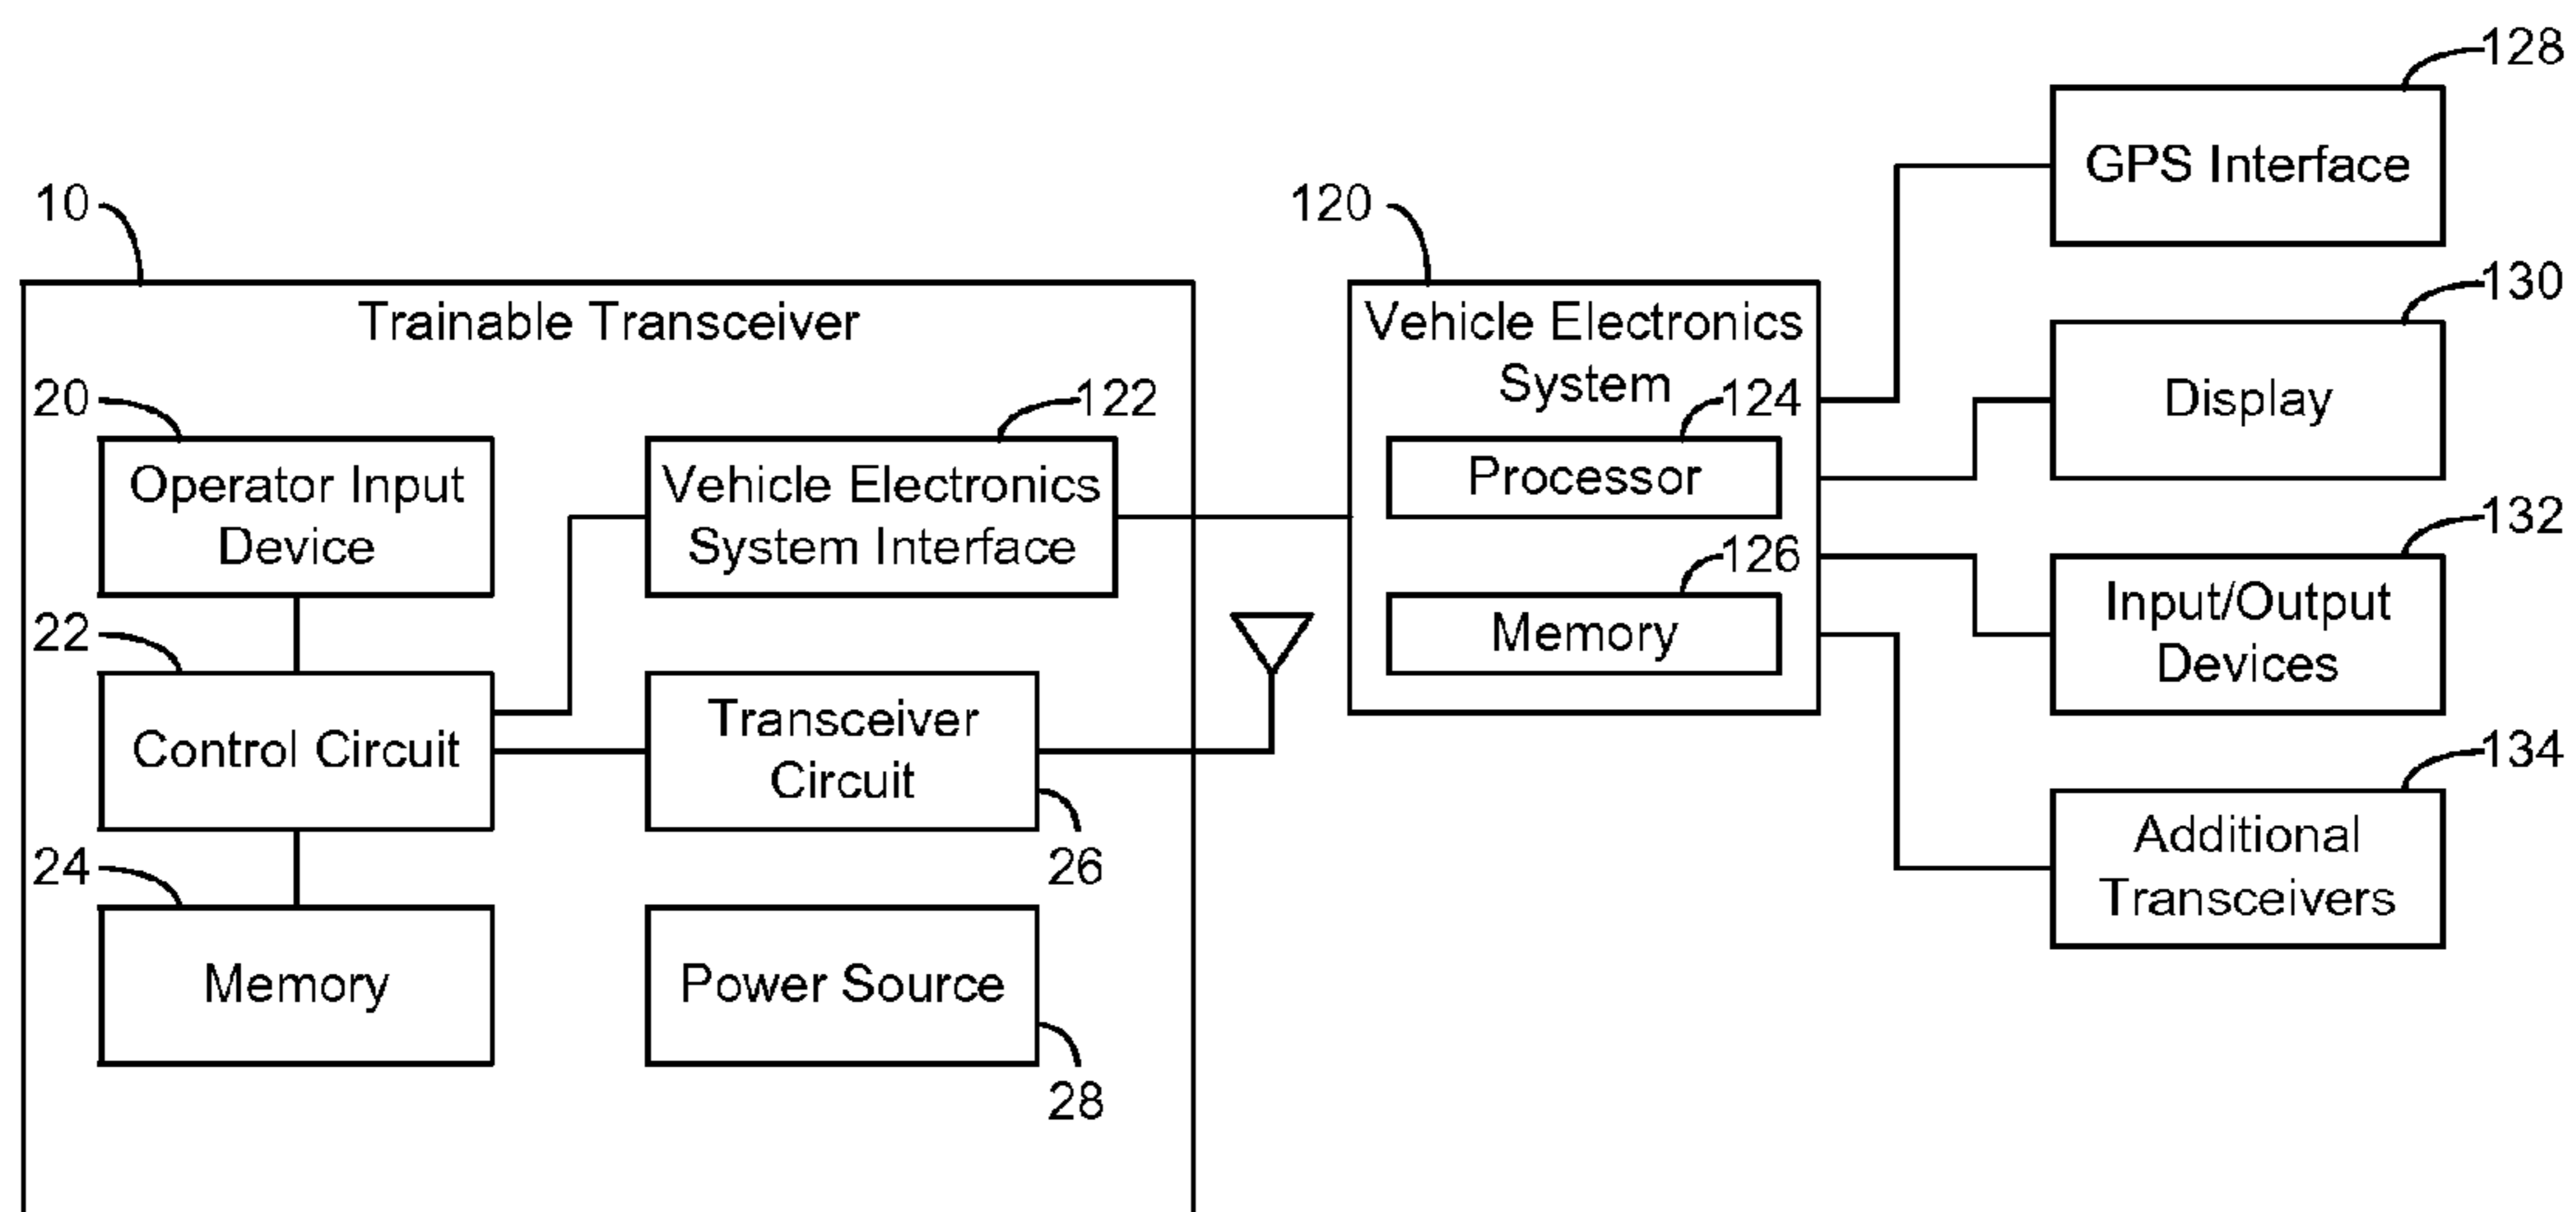 128
GPS Interface
10
120
130
Trainable Transceiver
Vehicle Electronics
System
Display
20
122
124
Operator Input
Device
Vehicle Electronics
System Interface
Processor
132
126
Input/Output
Devices
22
Memory
Control Circuit
Transceiver
Circuit
134
Additional
Transceivers
24
26
Memory
Power Source
28